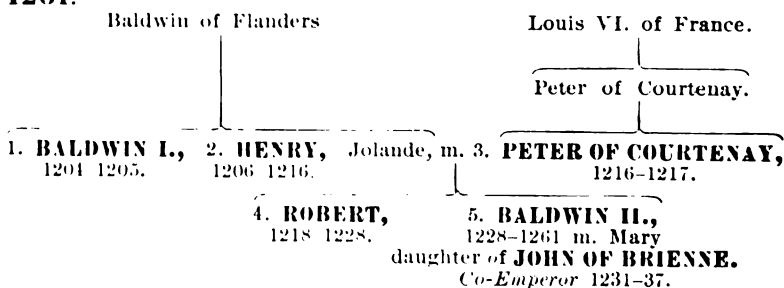 Baldwin of Flanders Louis VI. of France.
Peter of Courtenay.
1. BALDWIN I., 2. HENRY, Jolande, m. 3. PETER OF COURTENAY,
1204 1205. 1206 1216. 1216-1217.
4. ROBERT, 5. BALDWIN II.,
1218 1228. 1228-1261 m. Mary
daughter of JOHN OF BRIENNE.
Co-Emperor 1231-37.